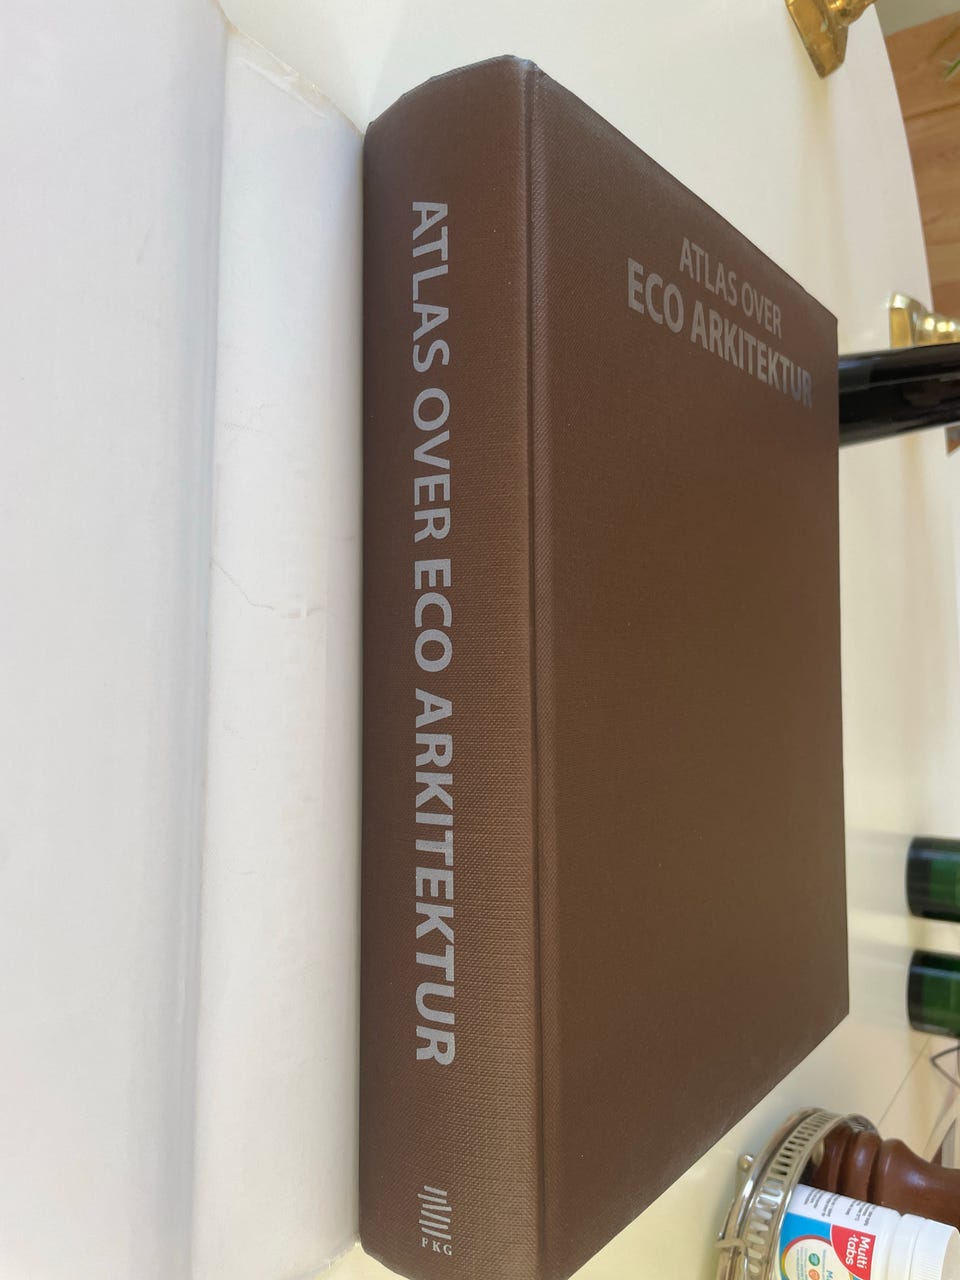 ATLAS OVER ECO ARKITEKTUR
FKG
ATLAS OVER
ECO ARKITEKTUR
Multi
-tabs